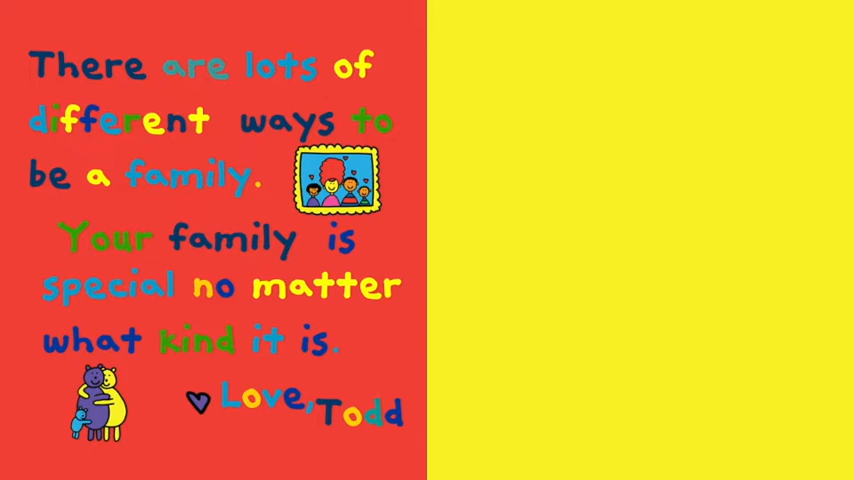 There are lots of
different ways to
be a family.
Your family is
special no matter
what kind it is.
Love, Todd